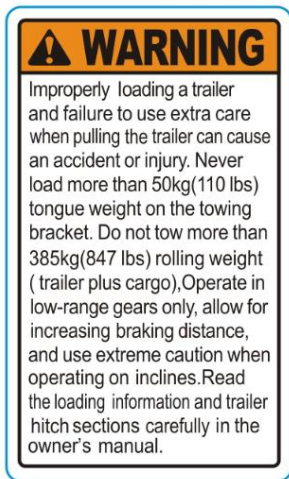 WARNING
Improperly loading a trailer
and failure to use extra care
when pulling the trailer can cause
an accident or injury. Never
load more than 50kg(110 lbs)
tongue weight on the towing
bracket. Do not tow more than
385kg(847 lbs) rolling weight
( trailer plus cargo),Operate in
low-range gears only, allow for
increasing braking distance,
and use extreme caution when
operating on inclines.Read
the loading information and trailer
hitch sections carefully in the
owner's manual.